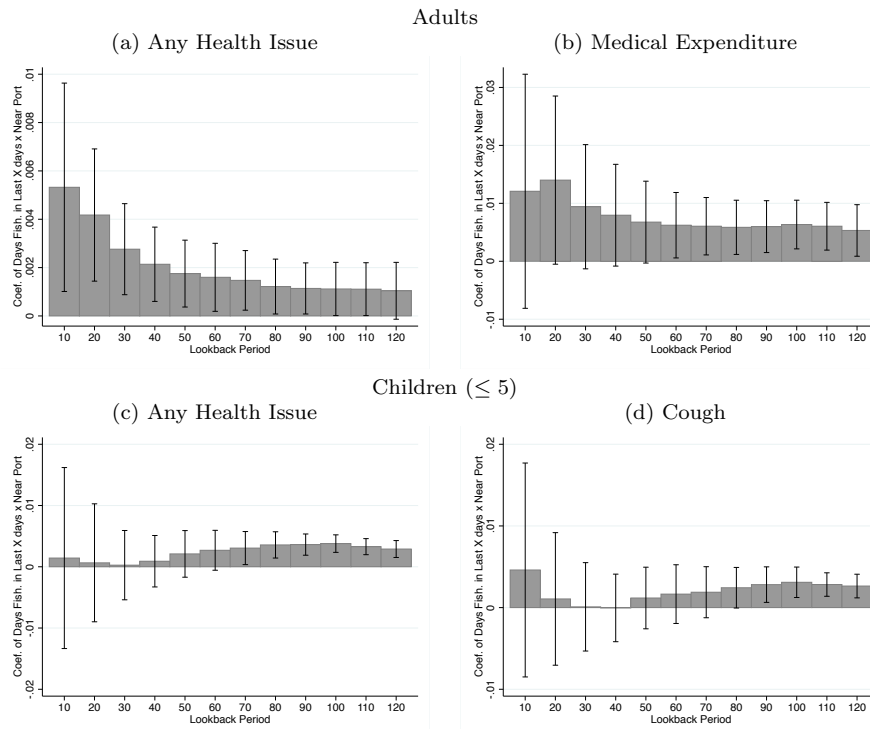 Adults
(a) Any Health Issue
Coef. of Days Fish. in Last X days x Near Port
0 .002 .004 .006 .008 .01
10 20 30 40 50 60 70 80 90 100 110 120
Lookback Period
(b) Medical Expenditure
Coef. of Days Fish. in Last X days x Near Port
-.01 0 .01 .02 .03
10 20 30 40 50 60 70 80 90 100 110 120
Lookback Period
Children (≤ 5)
(c) Any Health Issue
Coef. of Days Fish. in Last X days x Near Port
-.02 -.01 0 .01 .02
10 20 30 40 50 60 70 80 90 100 110 120
Lookback Period
(d) Cough
Coef. of Days Fish. in Last X days x Near Port
-.01 0 .01 .02
10 20 30 40 50 60 70 80 90 100 110 120
Lookback Period